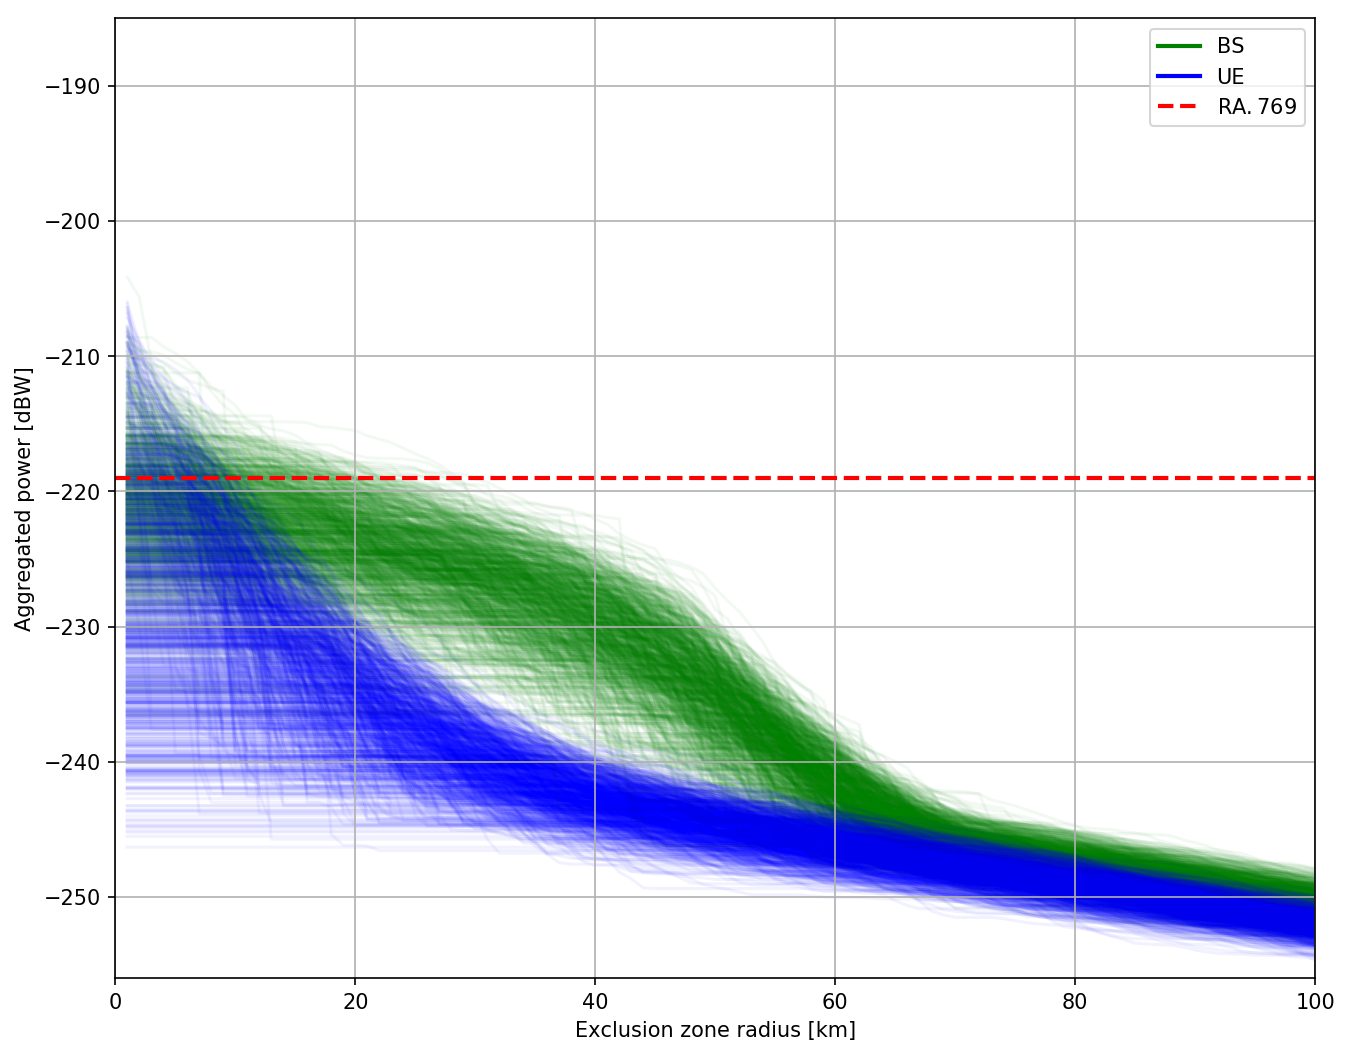 BS
UE
RA. 769
−190
−200
−210
−220
−230
−240
−250
Aggregated power [dBW]
0
20
40
60
80
100
Exclusion zone radius [km]